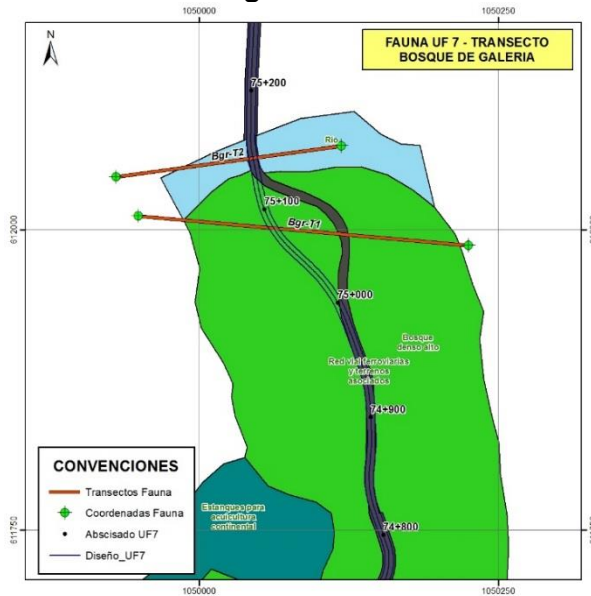 1050000
1050250
N
FAUNA UF 7 - TRANSECTO
BOSQUE DE GALERIA
75+200
Río
Bgr-T2
75+100
Bgr-T1
612000
75+000
Bosque
denso alto
Red vial ferroviarias
y terrenos
asociados
74+900
CONVENCIONES
Transectos Fauna
Coordenadas Fauna
Abscisado UF7
Diseño_UF7
Estanques para
acuicultura
continental
74+800
611750
1050000
1050250